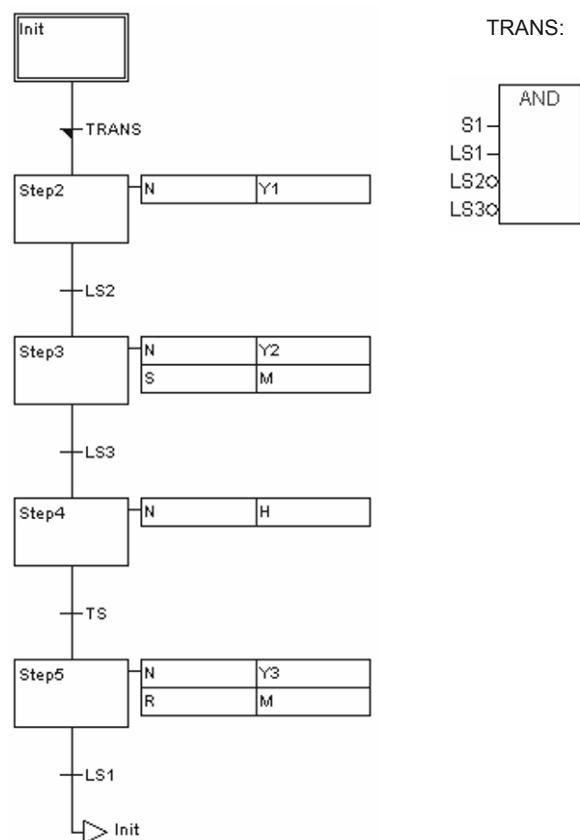 Init
TRANS
Step2
N Y1
LS2
Step3
N Y2
S M
LS3
Step4
N H
TS
Step5
N Y3
R M
LS1
Init
TRANS:
AND
S1
LS1
LS2
LS3